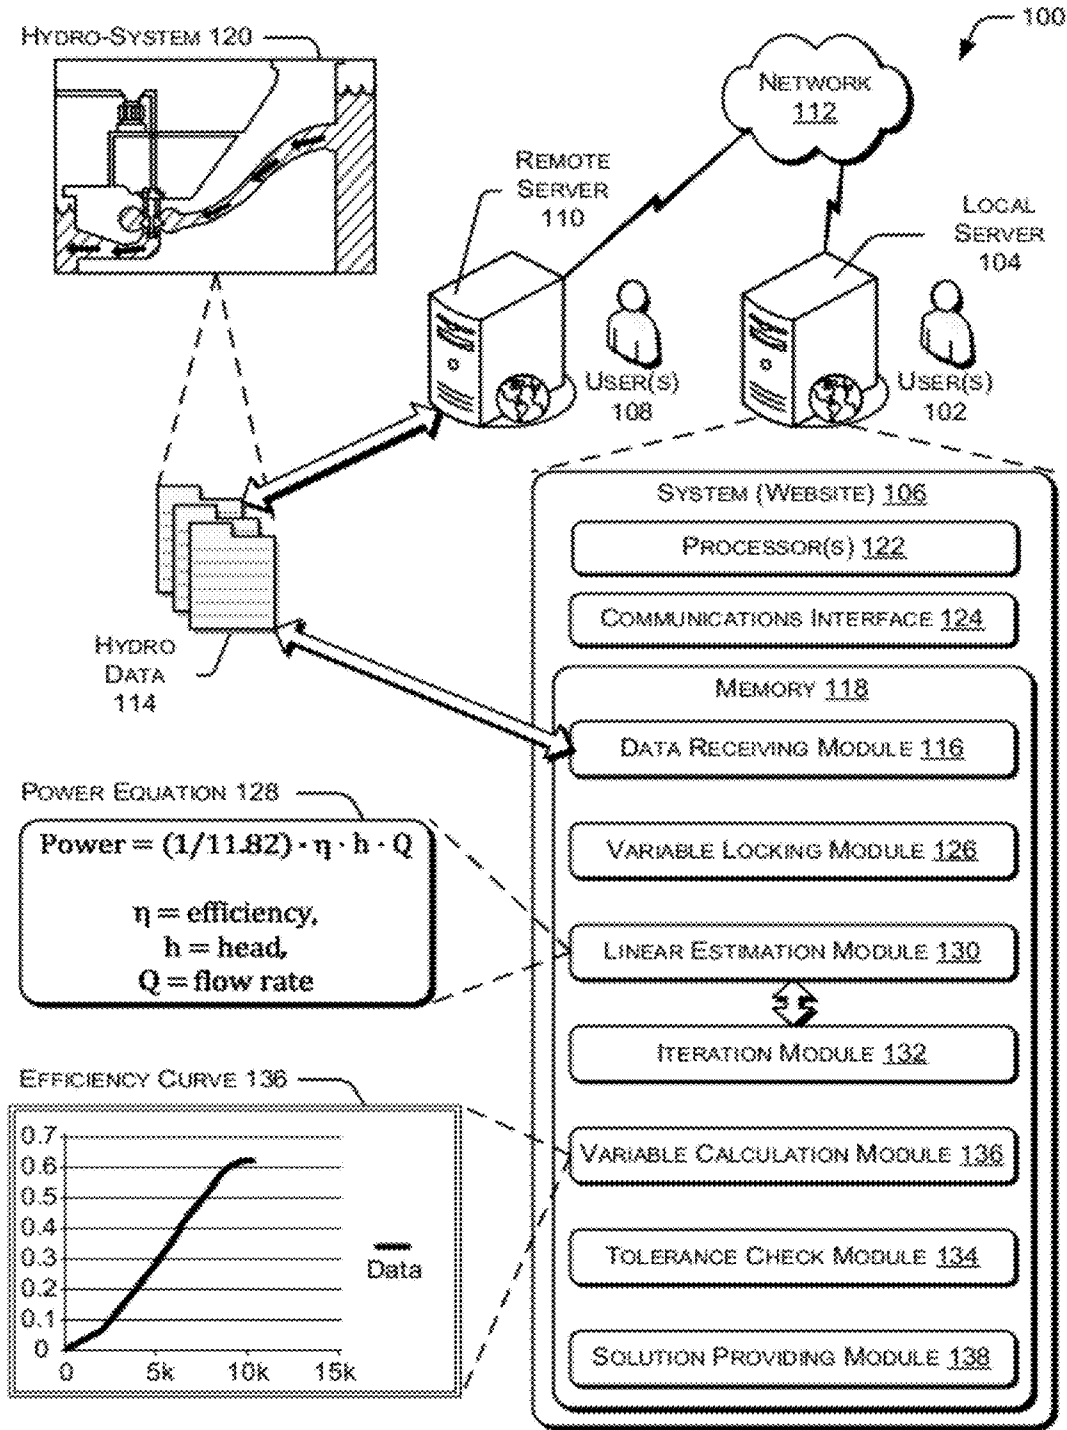 100
HYDRO-SYSTEM 120
NETWORK
112
REMOTE
SERVER
110
LOCAL
SERVER
104
USER(S)
108
USER(S)
102
HYDRO
DATA
114
SYSTEM (WEBSITE) 106
PROCESSOR(S) 122
COMMUNICATIONS INTERFACE 124
MEMORY 118
DATA RECEIVING MODULE 116
VARIABLE LOCKING MODULE 126
LINEAR ESTIMATION MODULE 130
ITERATION MODULE 132
VARIABLE CALCULATION MODULE 136
TOLERANCE CHECK MODULE 134
SOLUTION PROVIDING MODULE 138
POWER EQUATION 128
Power = (1/11.82) · η · h · Q
η = efficiency,
h = head,
Q = flow rate
EFFICIENCY CURVE 136
0.7
0.6
0.5
0.4
0.3
0.2
0.1
0
0 5k 10k 15k
Data